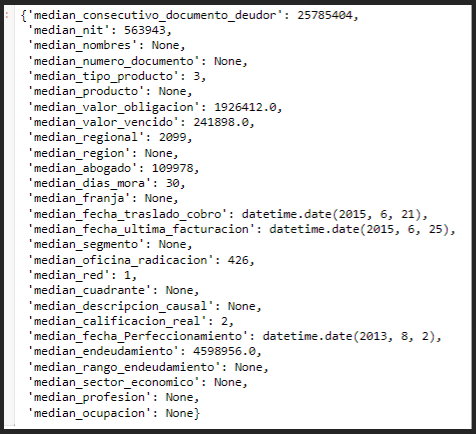 {'median_consecutivo_documento_deudor': 25785404,
'median_nit': 563943,
'median_nombres': None,
'median_numero_documento': None,
'median_tipo_producto': 3,
'median_producto': None,
'median_valor_obligacion': 1926412.0,
'median_valor_vencido': 241898.0,
'median_regional': 2099,
'median_region': None,
'median_abogado': 109978,
'median_dias_mora': 30,
'median_franja': None,
'median_fecha_traslado_cobro': datetime.date(2015, 6, 21),
'median_fecha_ultima_facturacion': datetime.date(2015, 6, 25),
'median_segmento': None,
'median_oficina_radicacion': 426,
'median_red': 1,
'median_cuadrante': None,
'median_descripcion_causal': None,
'median_calificacion_real': 2,
'median_fecha_Perfeccionamiento': datetime.date(2013, 8, 2),
'median_endeudamiento': 4598956.0,
'median_rango_endeudamiento': None,
'median_sector_economico': None,
'median_profesion': None,
'median_ocupacion': None}